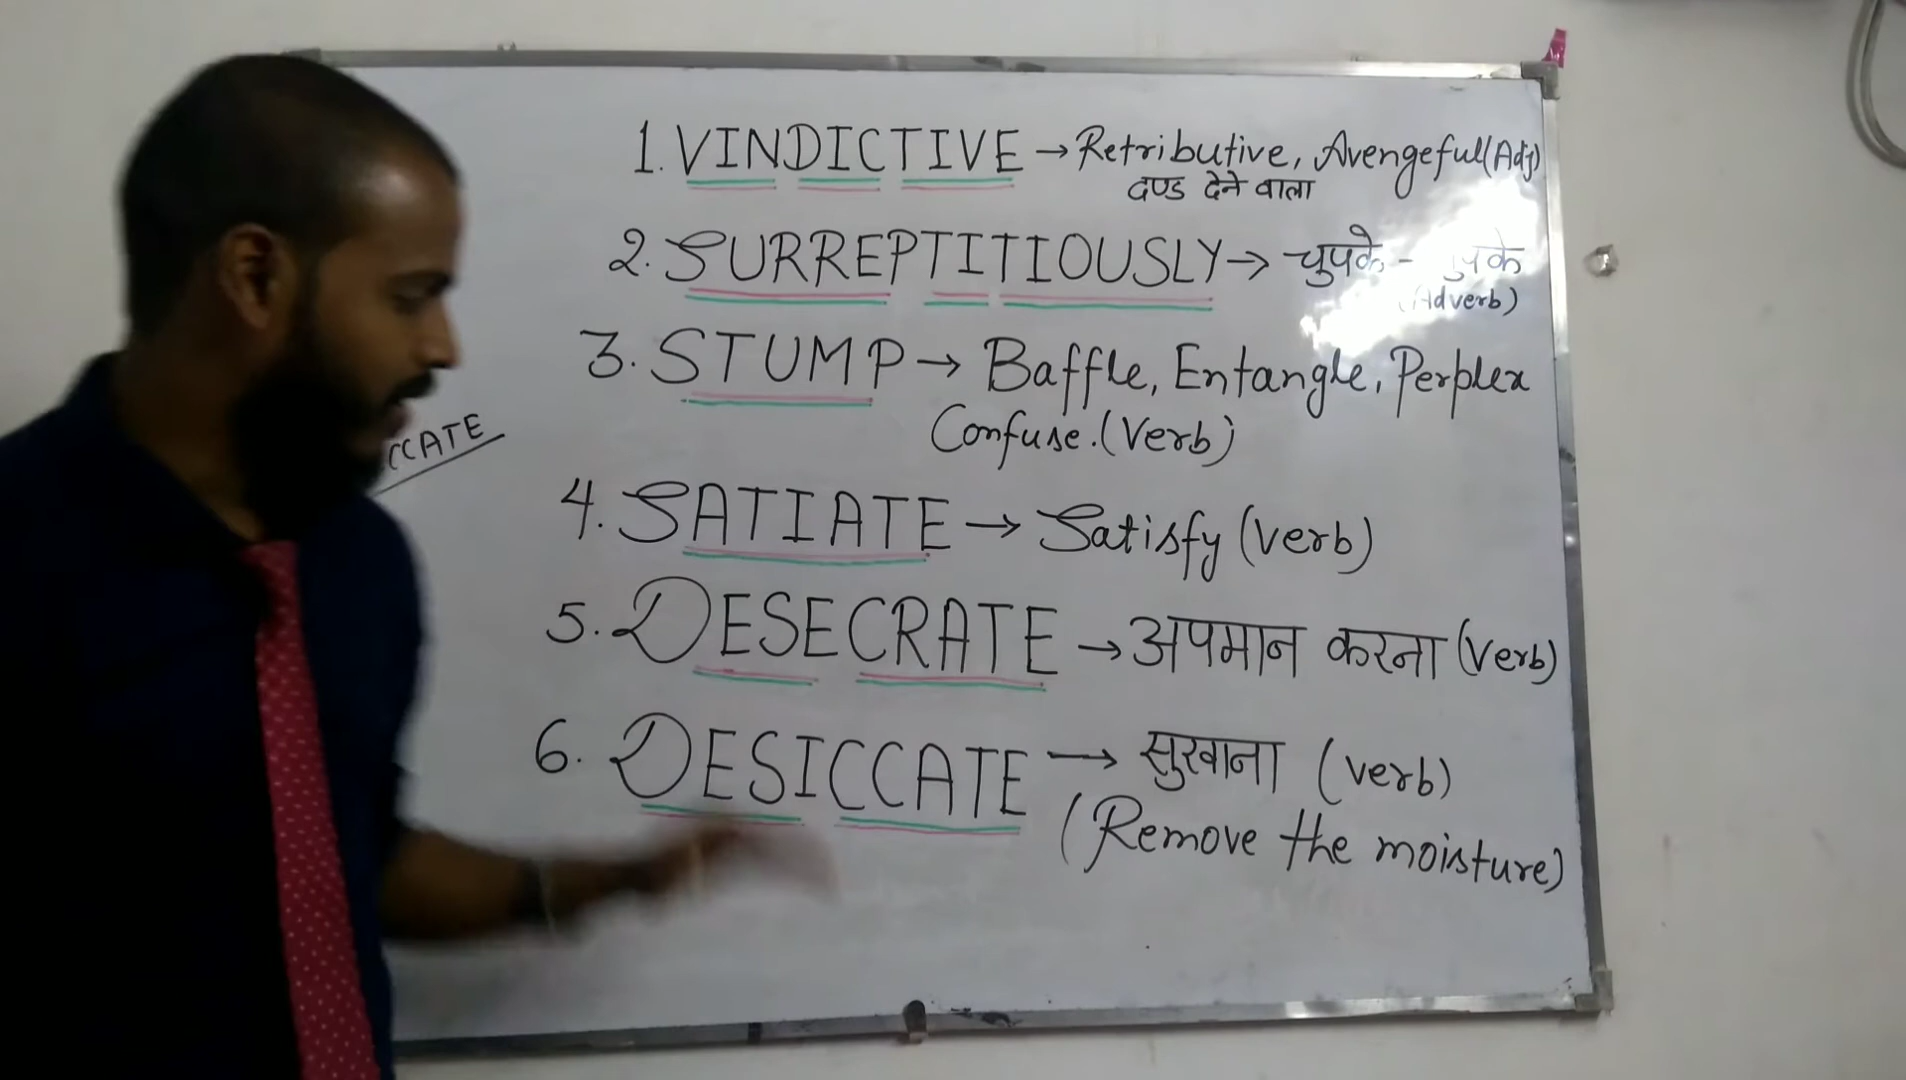 1. VINDICTIVE → Retributive, Avengeful (Adj)
दण्ड देने वाला
2. SURREPTITIOUSLY → चुपके -
(Adverb)
3. STUMP → Baffle, Entangle, Perplex
Confuse. (Verb)
CCATE
4. SATIATE → Satisfy (verb)
5. DESECRATE → अपमान करना (Verb)
6. DESICCATE → सुखाना (verb)
(Remove the moisture)